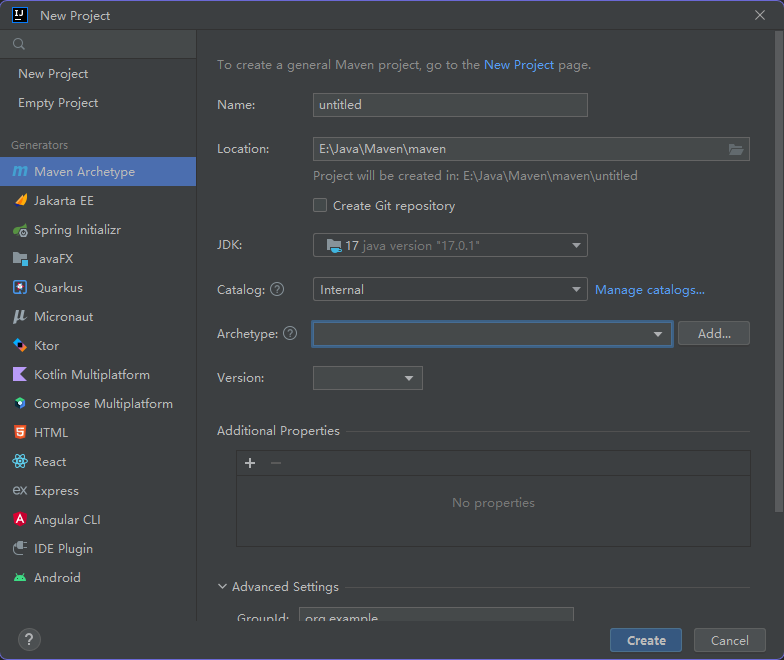 New Project
New Project
Empty Project
Generators
Maven Archetype
Jakarta EE
Spring Initializr
JavaFX
Quarkus
Micronaut
Ktor
Kotlin Multiplatform
Compose Multiplatform
HTML
React
ex Express
Angular CLI
IDE Plugin
Android
To create a general Maven project, go to the New Project page.
Name: untitled
Location: E:\Java\Maven\maven
Project will be created in: E:\Java\Maven\maven\untitled
Create Git repository
JDK: 17 java version "17.0.1"
Catalog: ? Internal Manage catalogs...
Archetype: ? Add...
Version:
Additional Properties
No properties
Advanced Settings
GroupId: org.example
? Create Cancel